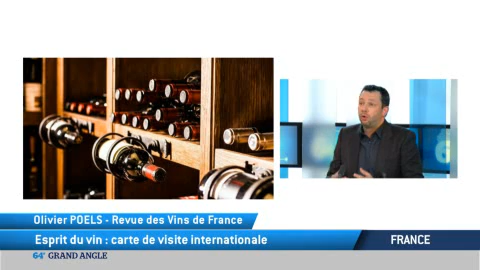 Olivier POELS - Revue des Vins de France
Esprit du vin : carte de visite internationale
FRANCE
64' GRAND ANGLE